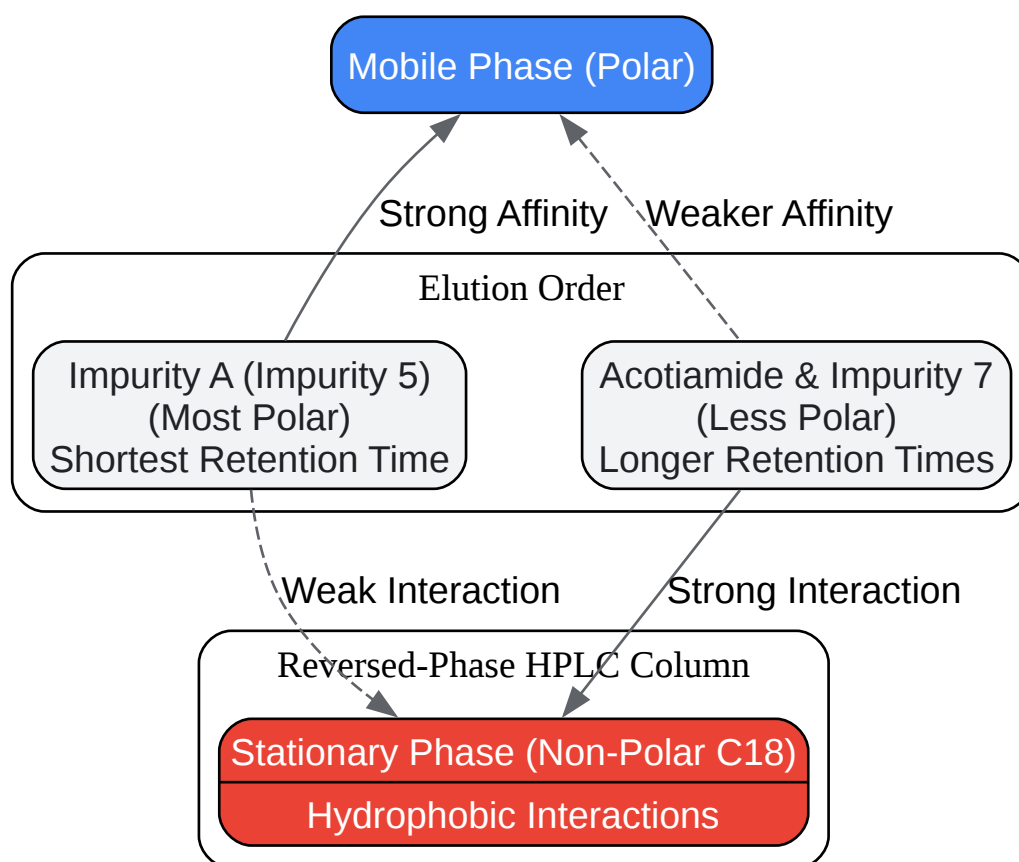 Mobile Phase (Polar)
Strong Affinity
Weaker Affinity
Elution Order
Impurity A (Impurity 5)
(Most Polar)
Shortest Retention Time
Acotiamide & Impurity 7
(Less Polar)
Longer Retention Times
Weak Interaction
Strong Interaction
Reversed-Phase HPLC Column
Stationary Phase (Non-Polar C18)
Hydrophobic Interactions